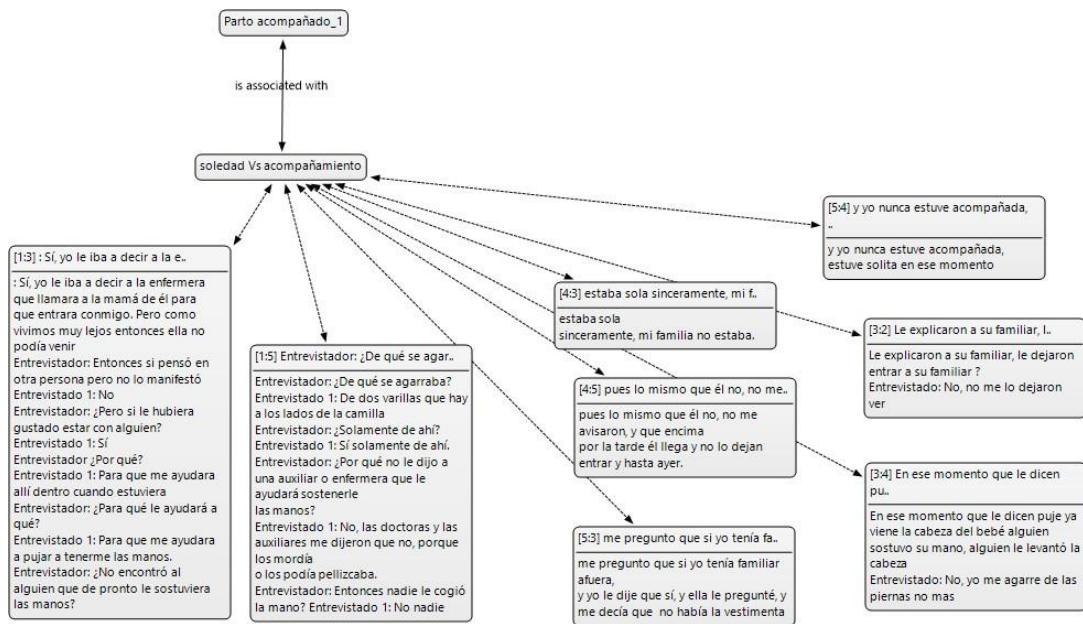 Parto acompañado_1
is associated with
soledad Vs acompañamiento
[1:3] : Sí, yo le iba a decir a la e..
: Sí, yo le iba a decir a la enfermera
que llamara a la mamá de él para
que entrara conmigo. Pero como
vivimos muy lejos entonces ella no
podía venir
Entrevistador: Entonces si pensó en
otra persona pero no lo manifestó
Entrevistado 1: No
Entrevistador: ¿Pero si le hubiera
gustado estar con alguien?
Entrevistado 1: Sí
Entrevistador ¿Por qué?
Entrevistado 1: Para que me ayudara
allí dentro cuando estuviera
Entrevistador: ¿Para qué le ayudará a
qué?
Entrevistado 1: Para que me ayudara
a pujar a tenerme las manos.
Entrevistador: ¿No encontró al
alguien que de pronto le sostuviera
las manos?
[1:5] Entrevistador: ¿De qué se agar..
Entrevistador: ¿De qué se agarraba?
Entrevistado 1: De dos varillas que hay
a los lados de la camilla
Entrevistador: ¿Solamente de ahí?
Entrevistado 1: Sí solamente de ahí.
Entrevistador: ¿Por qué no le dijo a
una auxiliar o enfermera que le
ayudará sostenerle
las manos?
Entrevistado 1: No, las doctoras y las
auxiliares me dijeron que no, porque
los mordía
o los podía pellizcaba.
Entrevistador: Entonces nadie le cogió
la mano? Entrevistado 1: No nadie
[4:3] estaba sola sinceramente, mi f..
estaba sola
sinceramente, mi familia no estaba.
[4:5] pues lo mismo que él no, no me..
pues lo mismo que él no, no me
avisaron, y que encima
por la tarde él llega y no lo dejan
entrar y hasta ayer.
[5:3] me pregunto que si yo tenía fa..
me pregunto que si yo tenía familiar
afuera,
y yo le dije que sí, y ella le pregunté, y
me decía que no había la vestimenta
[5:4] y yo nunca estuve acompañada,
..
y yo nunca estuve acompañada,
estuve solita en ese momento
[3:2] Le explicaron a su familiar, l..
Le explicaron a su familiar, le dejaron
entrar a su familiar ?
Entrevistado: No, no me lo dejaron
ver
[3:4] En ese momento que le dicen
pu..
En ese momento que le dicen puje ya
viene la cabeza del bebé alguien
sostuvo su mano, alguien le levantó la
cabeza
Entrevistado: No, yo me agarre de las
piernas no mas